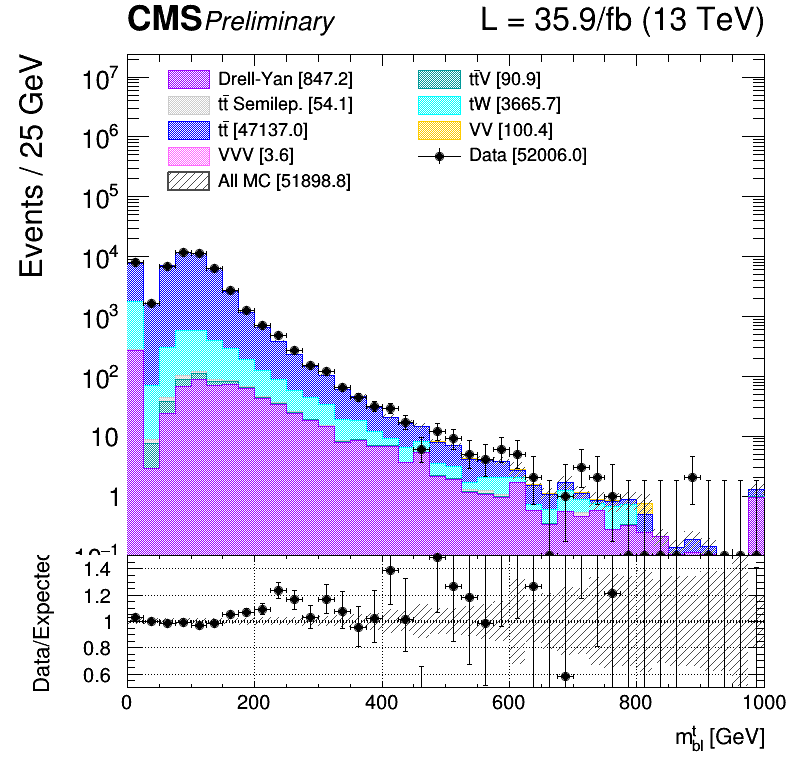 CMS Preliminary L = 35.9/fb (13 TeV)
Events / 25 GeV
10⁷
10⁶
10⁵
10⁴
10³
10²
10
1
10⁻¹
Drell-Yan [847.2]
tt̄ Semilep. [54.1]
tt̄ [47137.0]
VVV [3.6]
All MC [51898.8]
tt̄V [90.9]
tW [3665.7]
VV [100.4]
Data [52006.0]
Data/Expected
1.4
1.2
1
0.8
0.6
0 200 400 600 800 1000
mᵗbl [GeV]